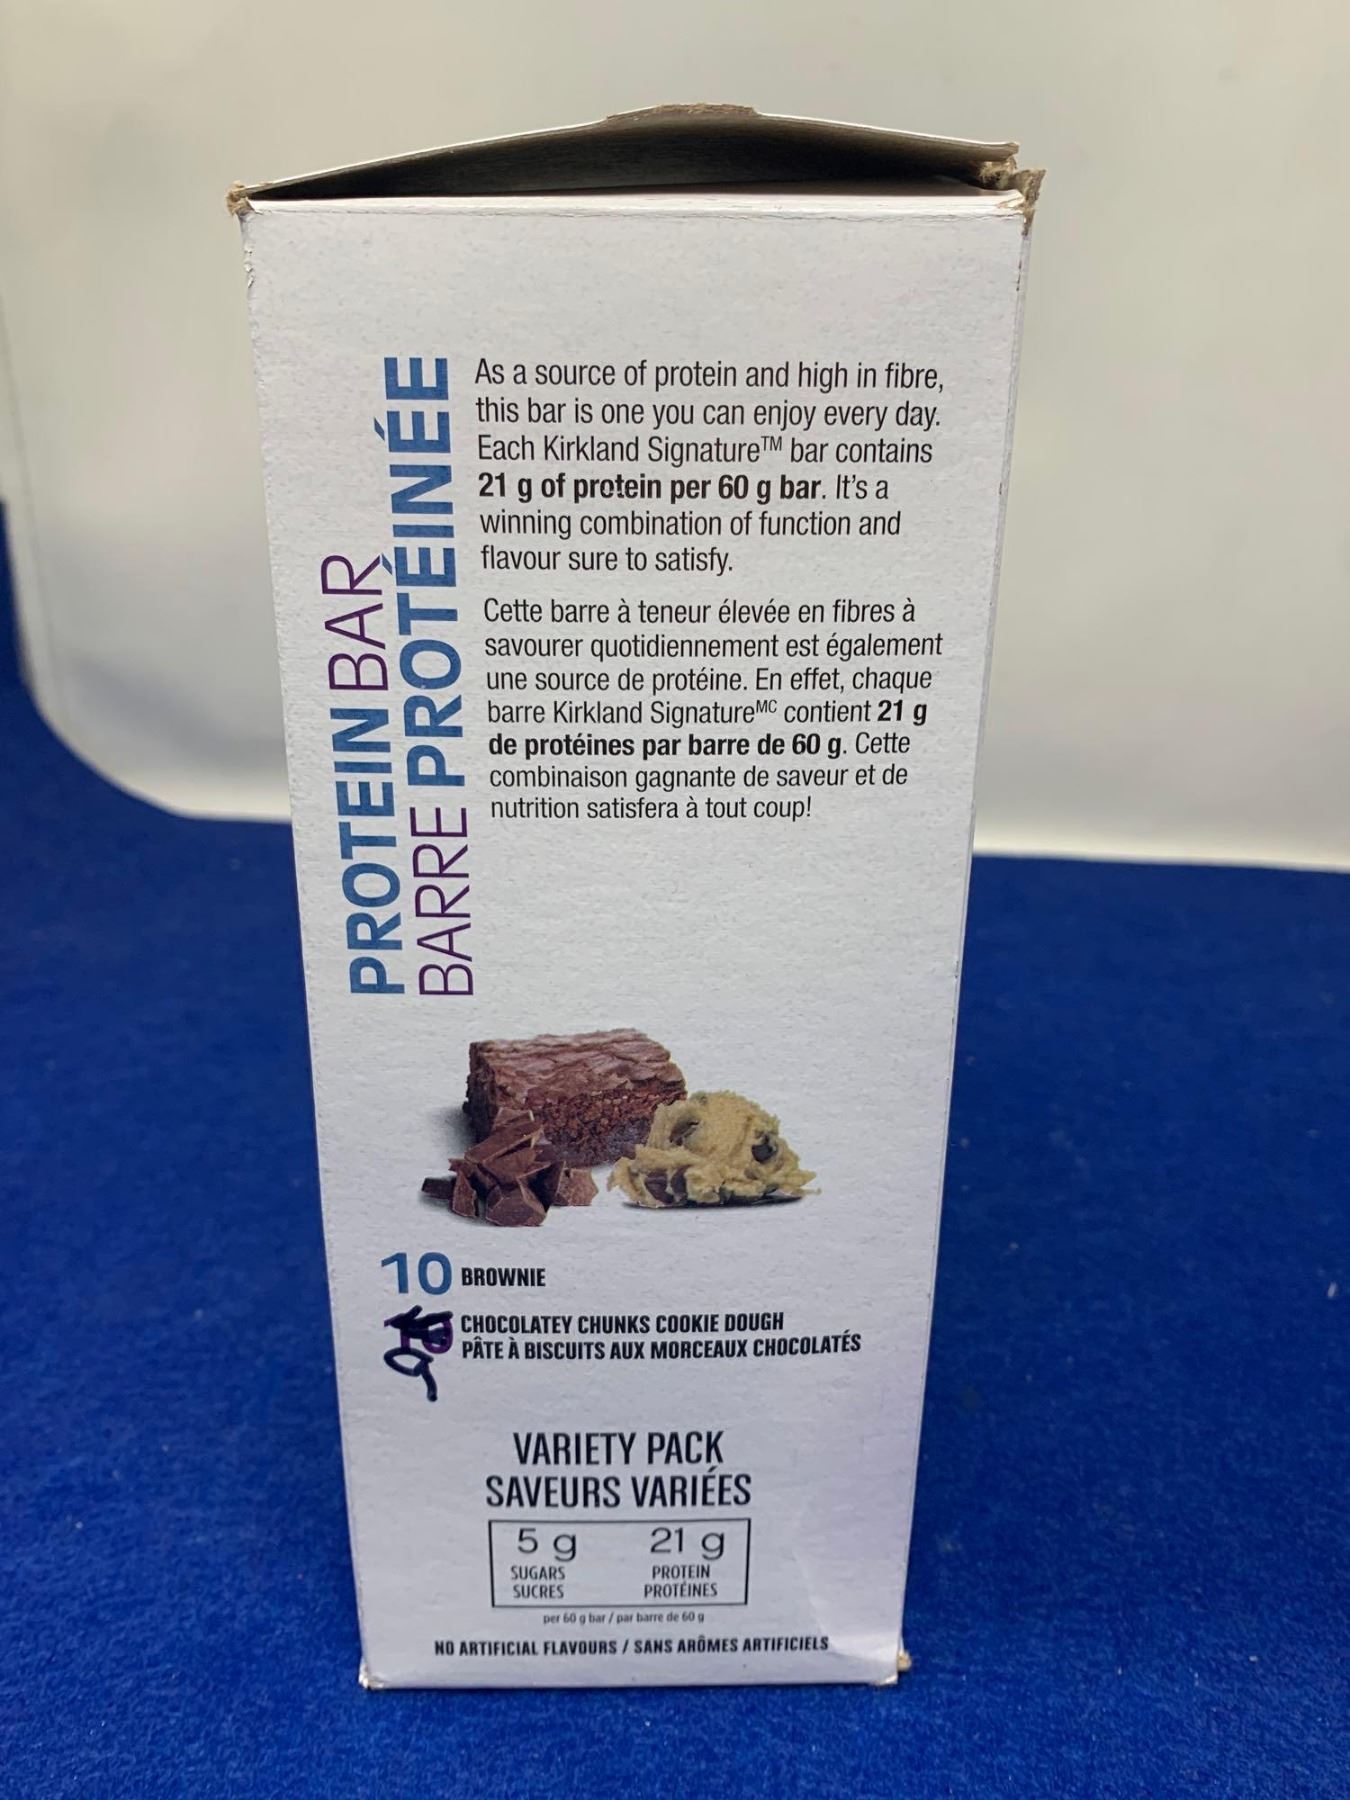 PROTEIN BAR
BARRE PROTÉINÉE
As a source of protein and high in fibre,
this bar is one you can enjoy every day.
Each Kirkland Signature™ bar contains
21 g of protein per 60 g bar. It's a
winning combination of function and
flavour sure to satisfy.
Cette barre à teneur élevée en fibres à
savourer quotidiennement est également
une source de protéine. En effet, chaque
barre Kirkland Signatureᴹᶜ contient 21 g
de protéines par barre de 60 g. Cette
combinaison gagnante de saveur et de
nutrition satisfera à tout coup!
10 BROWNIE
CHOCOLATEY CHUNKS COOKIE DOUGH
PÂTE À BISCUITS AUX MORCEAUX CHOCOLATÉS
9
VARIETY PACK
SAVEURS VARIÉES
5 g 21 g
SUGARS PROTEIN
SUCRES PROTÉINES
per 60 g bar / par barre de 60 g
NO ARTIFICIAL FLAVOURS / SANS ARÔMES ARTIFICIELS